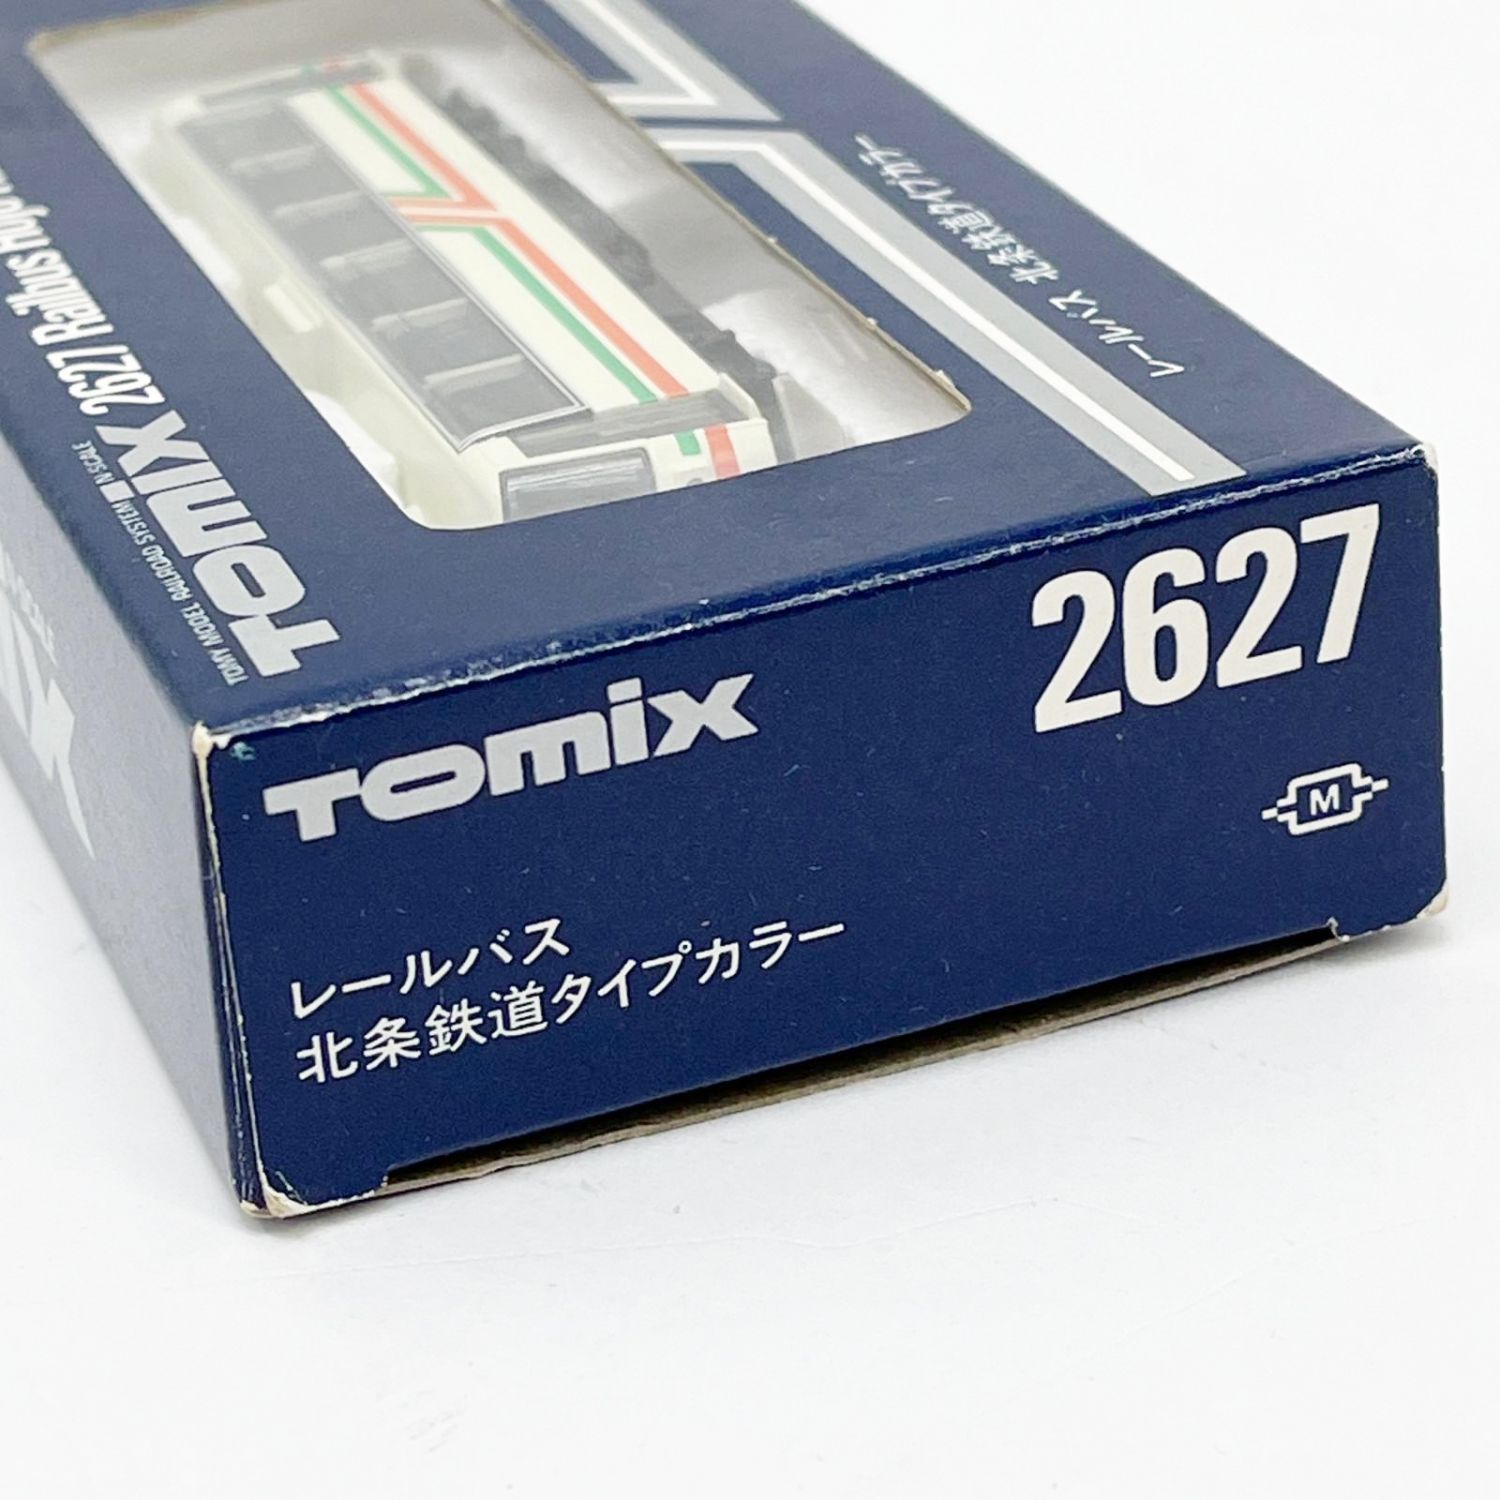 レールバス 北条鉄道タイプカラー
TOMIX 2627 Railbus Hojo
TOMY MODEL RAILROAD SYSTEM N-SCALE
TOMIX
2627
M
レールバス
北条鉄道タイプカラー